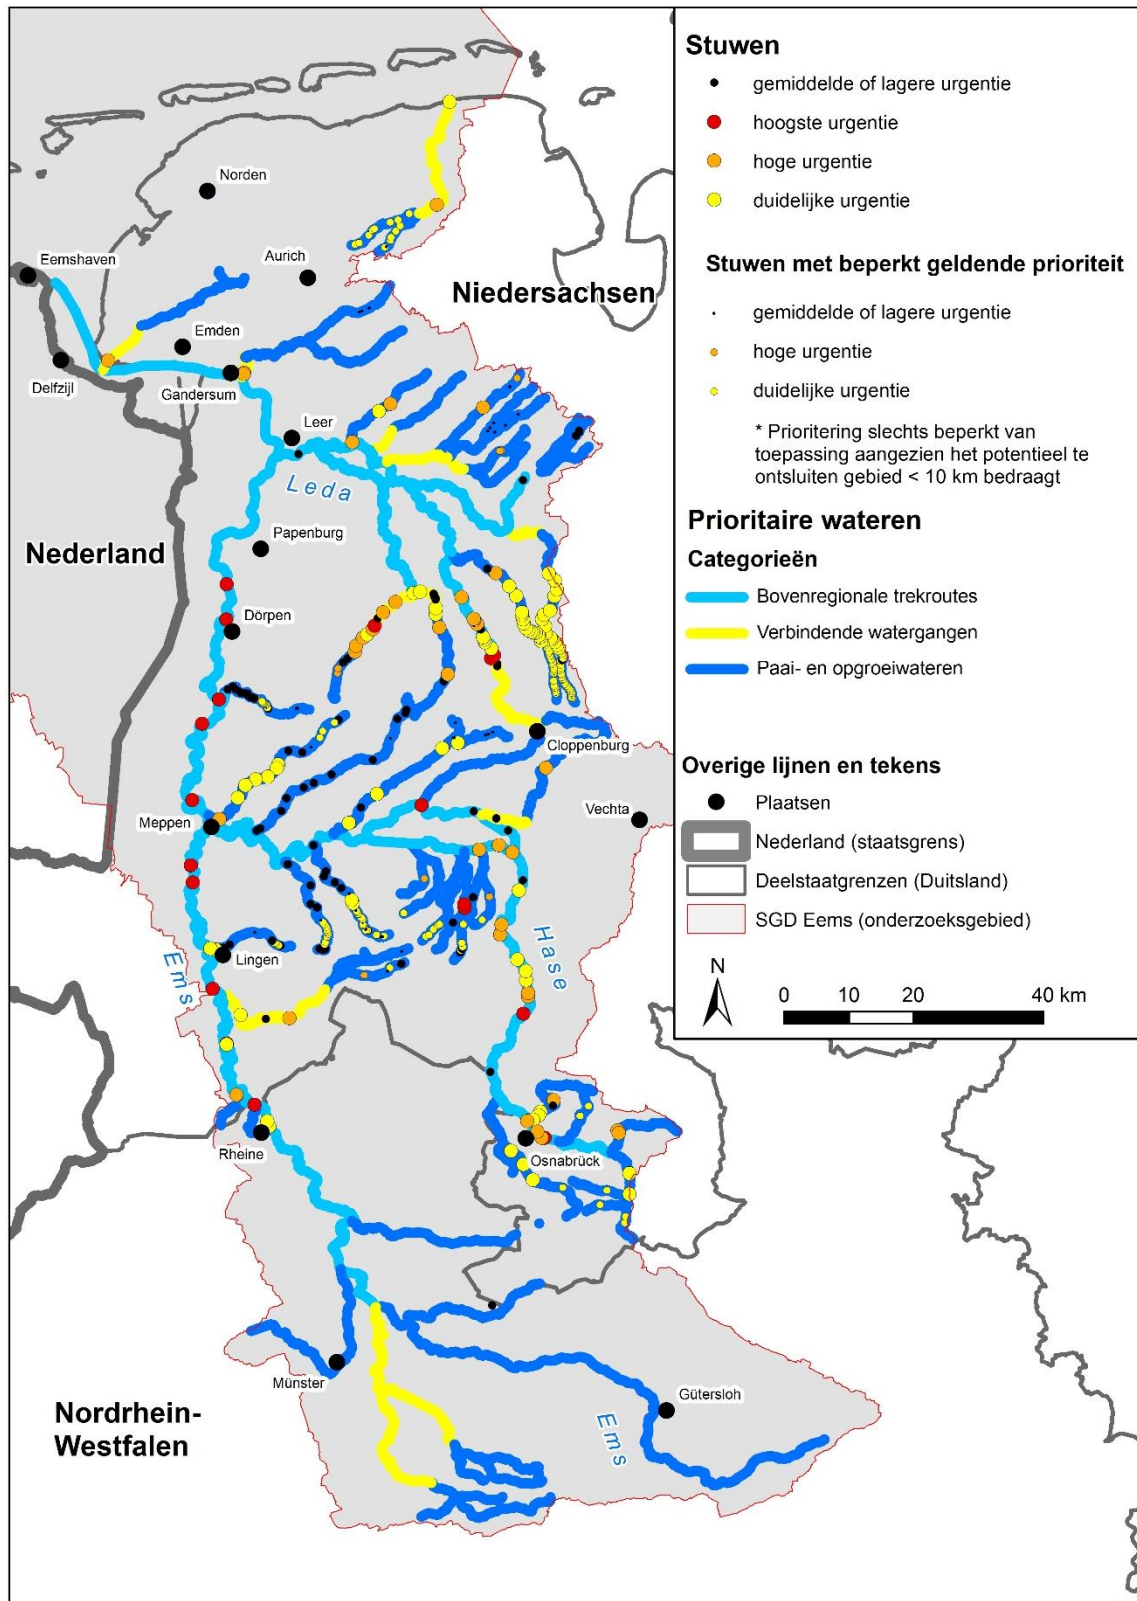 Stuwen
gemiddelde of lagere urgentie
hoogste urgentie
hoge urgentie
duidelijke urgentie
Stuwen met beperkt geldende prioriteit
gemiddelde of lagere urgentie
hoge urgentie
duidelijke urgentie
* Prioritering slechts beperkt van
toepassing aangezien het potentieel te
ontsluiten gebied < 10 km bedraagt
Prioritaire wateren
Categorieën
Bovenregionale trekroutes
Verbindende watergangen
Paai- en opgroeiwateren
Overige lijnen en tekens
Plaatsen
Nederland (staatsgrens)
Deelstaatgrenzen (Duitsland)
SGD Eems (onderzoeksgebied)
N
0 10 20 40 km
Norden
Eemshaven
Aurich
Niedersachsen
Emden
Delfzijl
Gandersum
Leer
Leda
Nederland
Papenburg
Dörpen
Cloppenburg
Vechta
Meppen
Hase
Lingen
Ems
Rheine
Osnabrück
Münster
Gütersloh
Ems
Nordrhein-
Westfalen